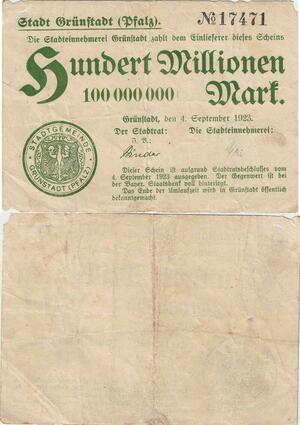 Stadt Grünstadt (Pfalz). № 17471
Die Stadteinnehmerei Grünstadt zahlt dem Einlieferer dieses Scheins
Hundert Millionen
100 000 000 Mark.
Grünstadt, den 4. September 1923.
Der Stadtrat: Die Stadteinnehmerei:
J. V.:
STADTGEMEINDE
GRÜNSTADT (PFALZ)
Dieser Schein ist aufgrund Stadtratsbeschlusses vom
4. September 1923 ausgegeben. Der Gegenwert ist bei
der Bayer. Staatsbank voll hinterlegt.
Das Ende der Umlaufszeit wird in Grünstadt öffentlich
bekanntgemacht.